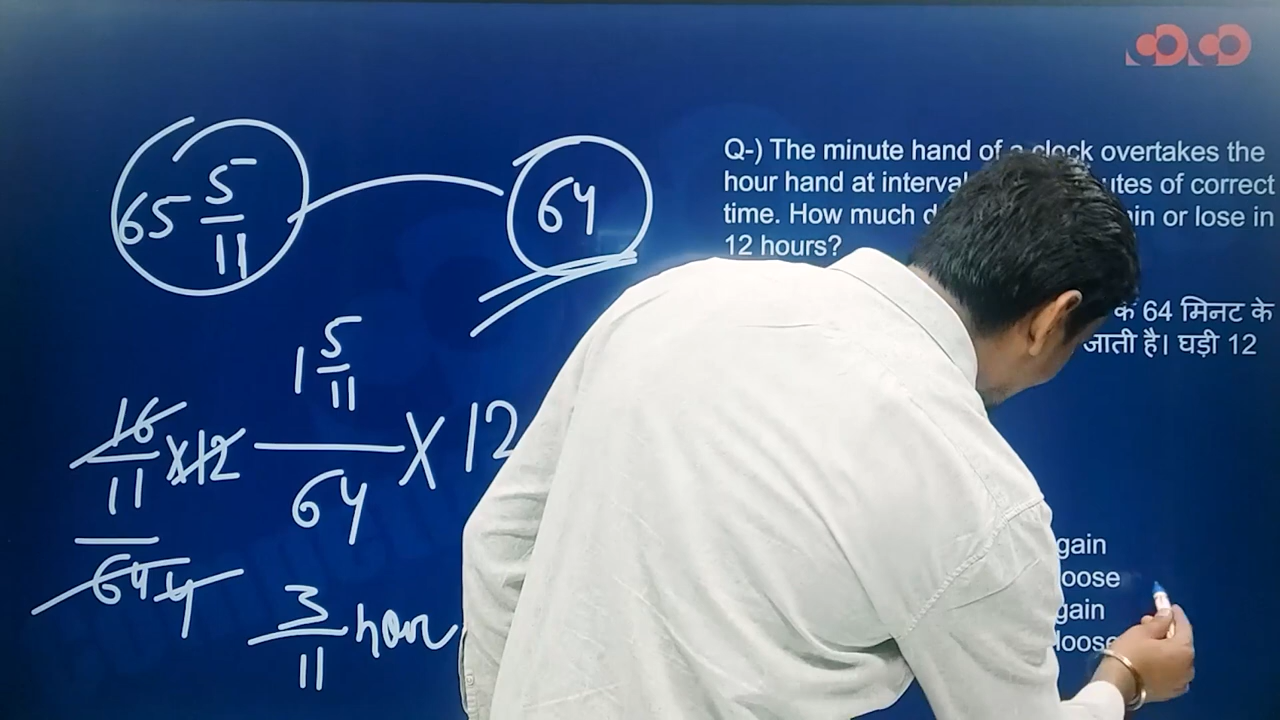 65 5/11
64
Q-) The minute hand of a clock overtakes the
hour hand at interval utes of correct
time. How much in or lose in
12 hours?
64 मिनट के
जाती है। घड़ी 12
1 5/11
64
X 12
16/11 X 12
64 4
3/11 hour
gain
loose
gain
loose